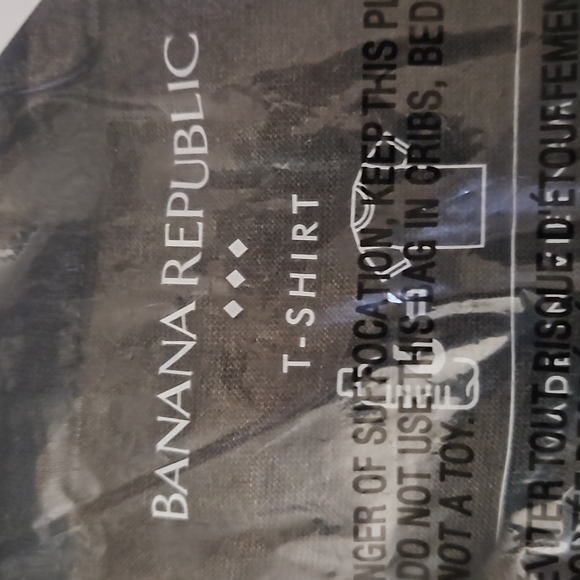 BANANA REPUBLIC
T-SHIRT
NGER OF SUFFOCATION, KEEP THIS PL
DO NOT USE THIS BAG IN CRIBS, BED
NOT A TOY.
EVITER TOUT RISQUE D'ÉTOUFFEMEN